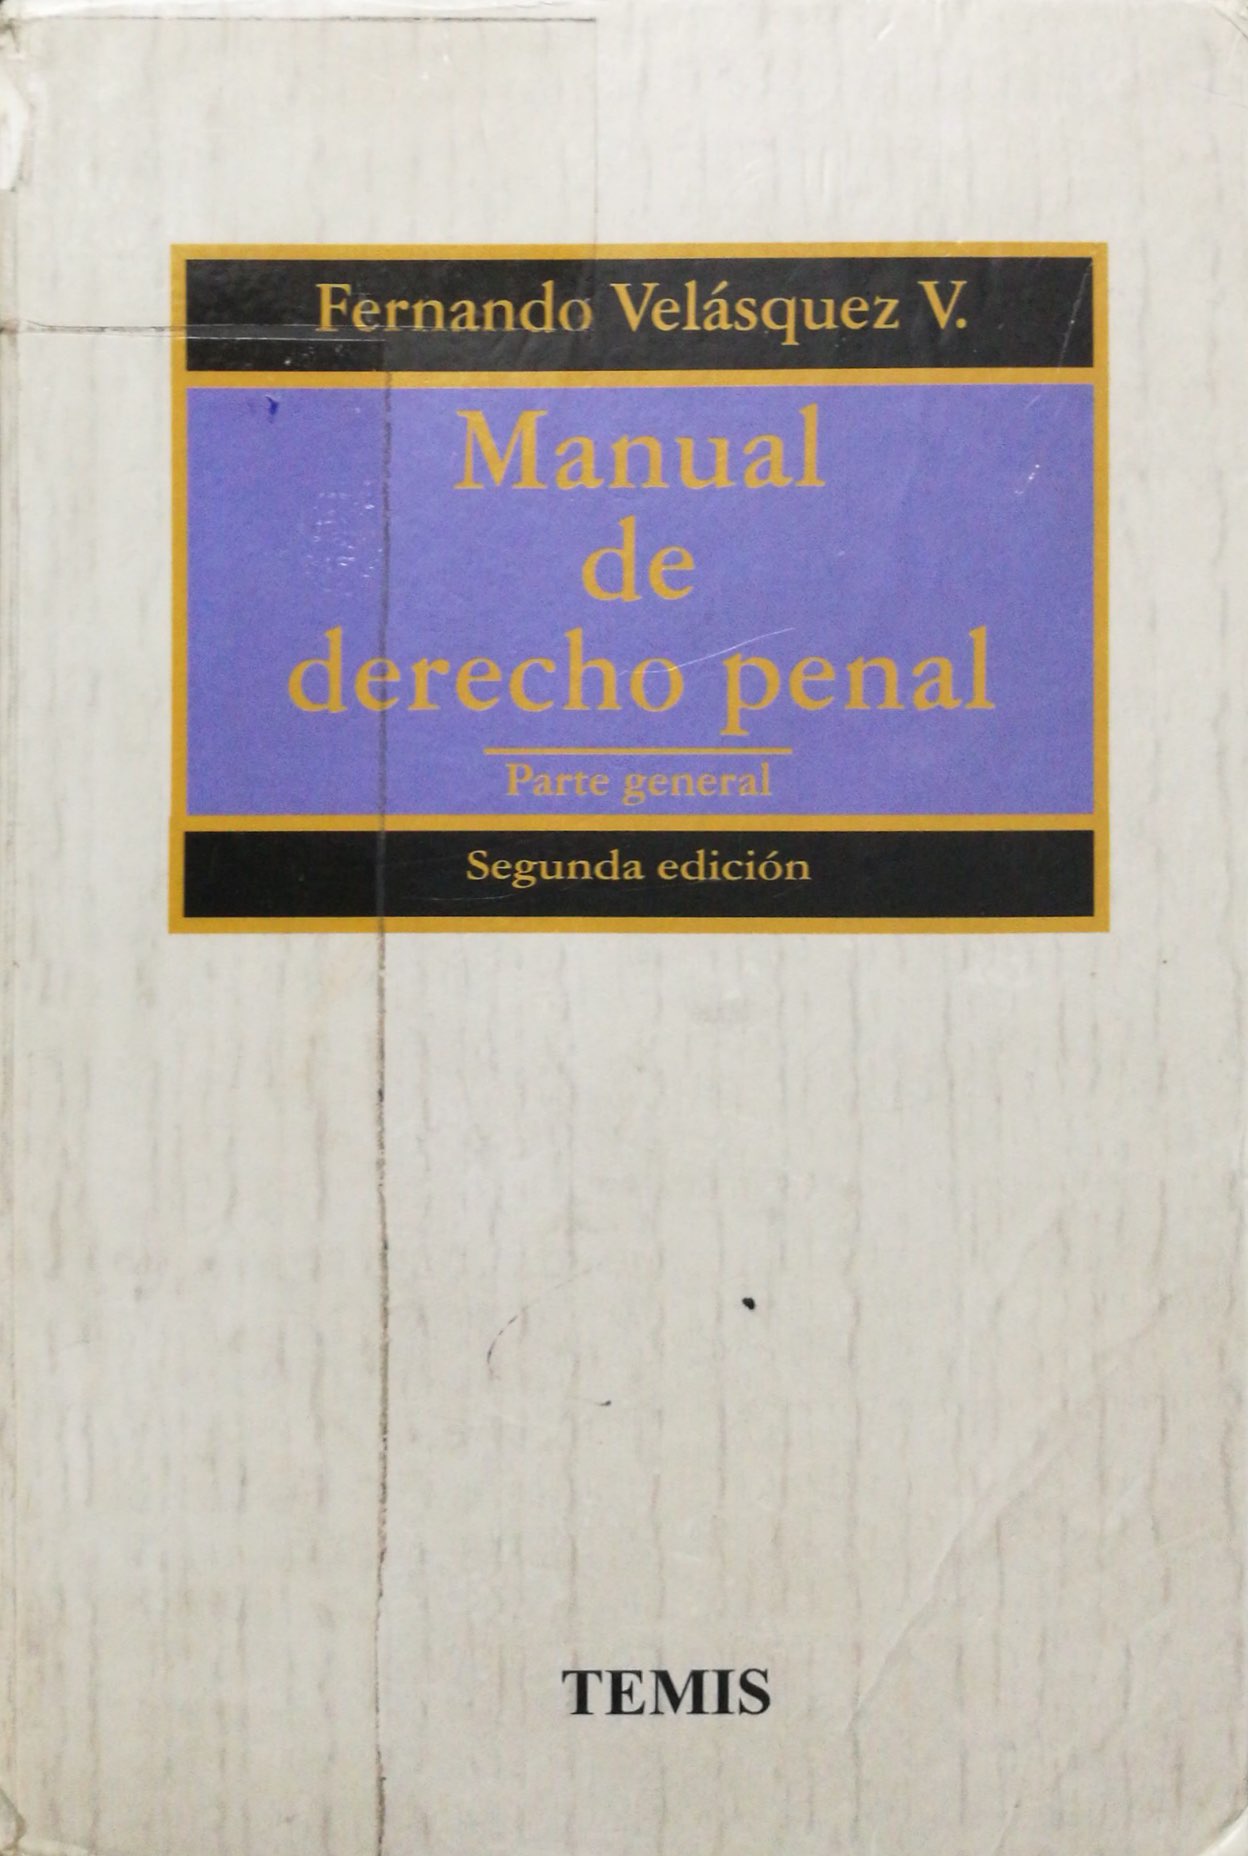 Fernando Velásquez V.
Manual
de
derecho penal
Parte general
Segunda edición
TEMIS